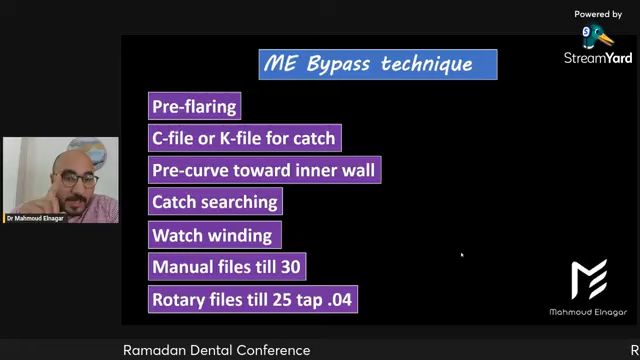 Powered by
StreamYard
ME Bypass technique
Pre-flaring
C-file or K-file for catch
Pre-curve toward inner wall
Catch searching
Watch winding
Manual files till 30
Rotary files till 25 tap .04
Dr Mahmoud Elnagar
Mahmoud Elnagar
Ramadan Dental Conference
R